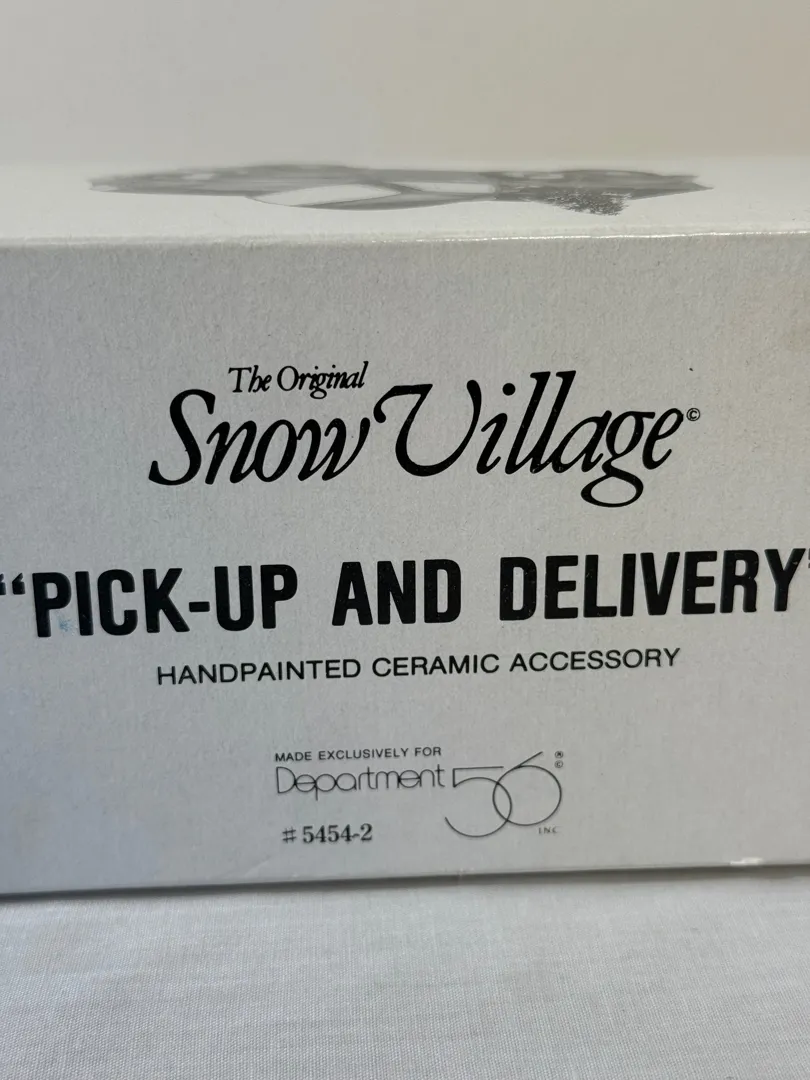 The Original
Snow Village©
"PICK-UP AND DELIVERY"
HANDPAINTED CERAMIC ACCESSORY
MADE EXCLUSIVELY FOR
Department 56 ® ©
INC
# 5454-2